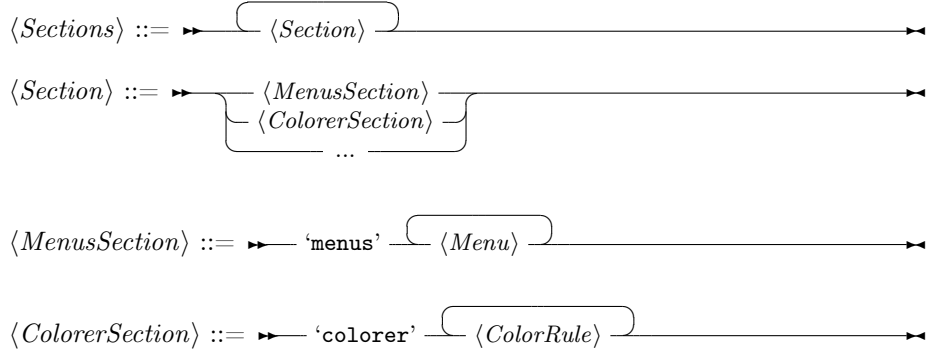 ⟨Sections⟩ ::= ⟨Section⟩
⟨Section⟩ ::= ⟨MenusSection⟩
⟨ColorerSection⟩
...
⟨MenusSection⟩ ::= ‘menus’ ⟨Menu⟩
⟨ColorerSection⟩ ::= ‘colorer’ ⟨ColorRule⟩